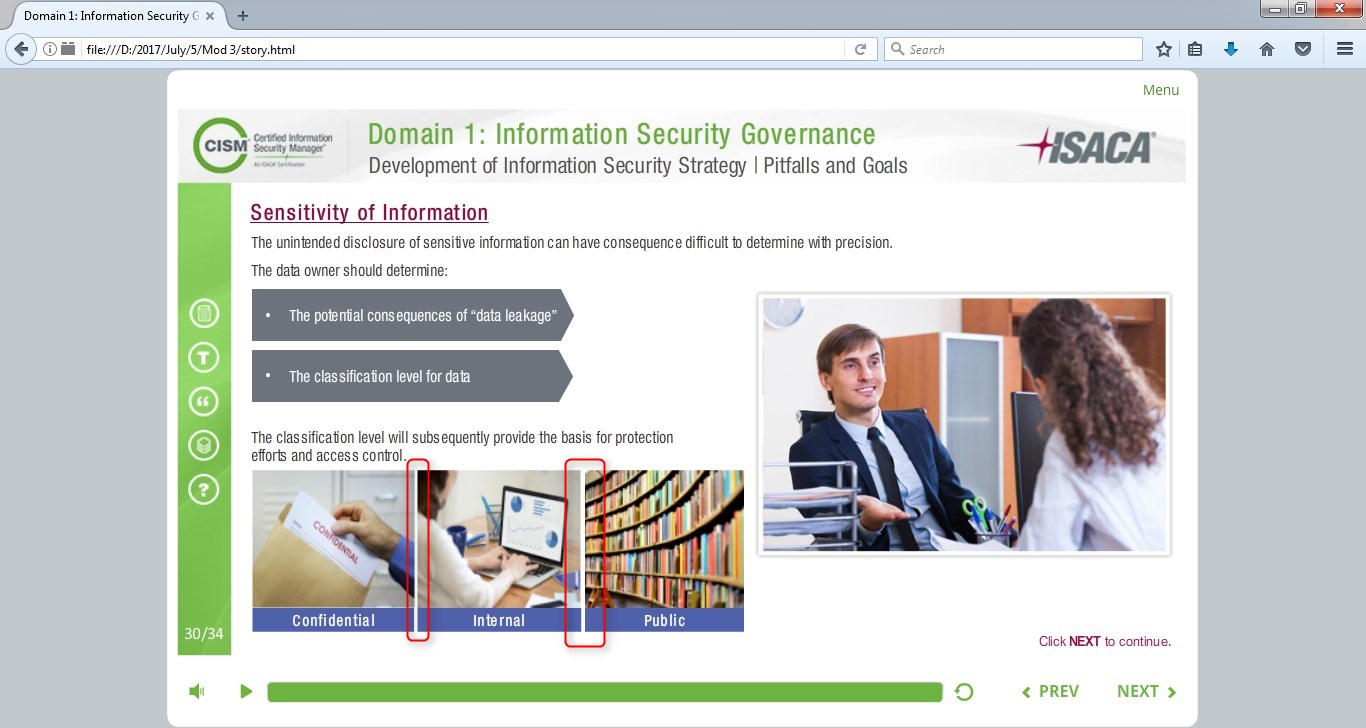 Domain 1: Information Security G
file:///D:/2017/July/5/Mod 3/story.html
Search
Menu
CISM®
Certified Information
Security Manager®
An ISACA® Certification
Domain 1: Information Security Governance
Development of Information Security Strategy | Pitfalls and Goals
ISACA®
Sensitivity of Information
The unintended disclosure of sensitive information can have consequence difficult to determine with precision.
The data owner should determine:
• The potential consequences of “data leakage”
• The classification level for data
The classification level will subsequently provide the basis for protection
efforts and access control.
CONFIDENTIAL
Confidential
Internal
Public
30/34
Click NEXT to continue.
PREV
NEXT